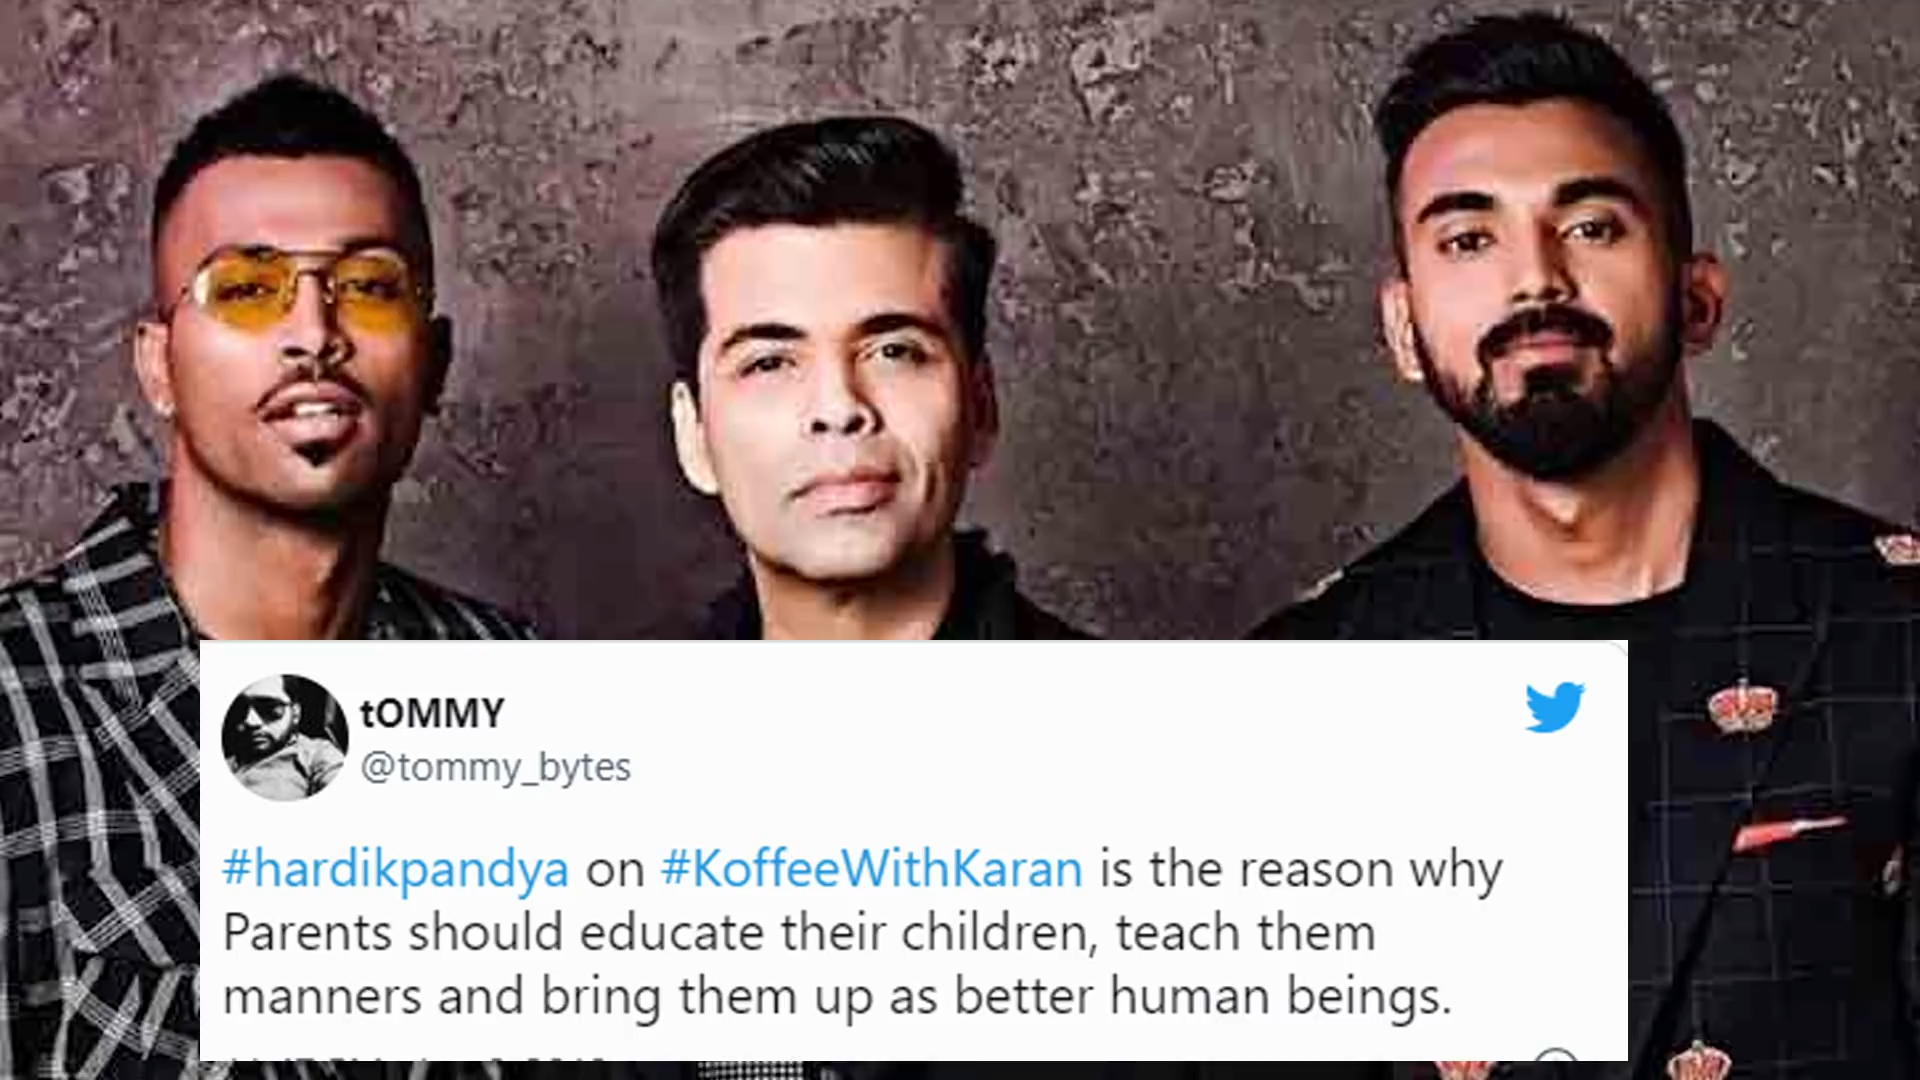 tOMMY
@tommy_bytes
#hardikpandya on #KoffeeWithKaran is the reason why
Parents should educate their children, teach them
manners and bring them up as better human beings.